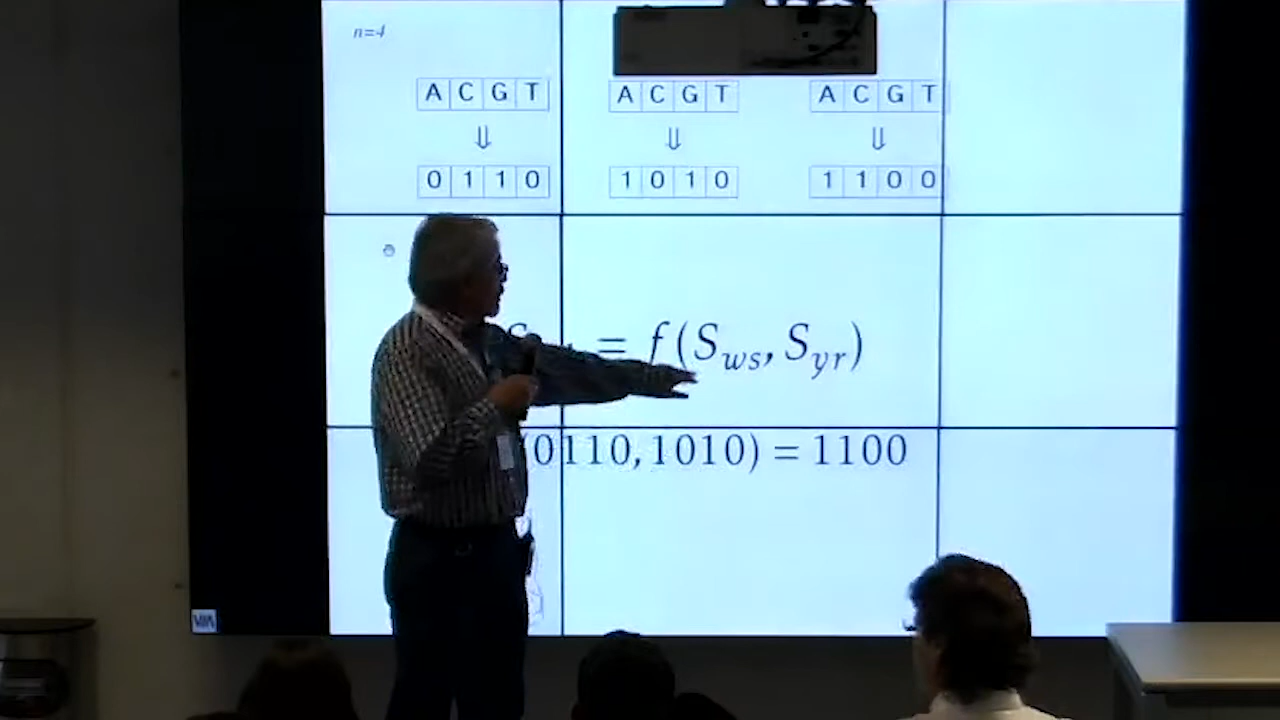 n=4
A C G T A C G T A C G T
⇓ ⇓ ⇓
0 1 1 0 1 0 1 0 1 1 0 0
= f(S_ws, S_yr)
(0110, 1010) = 1100